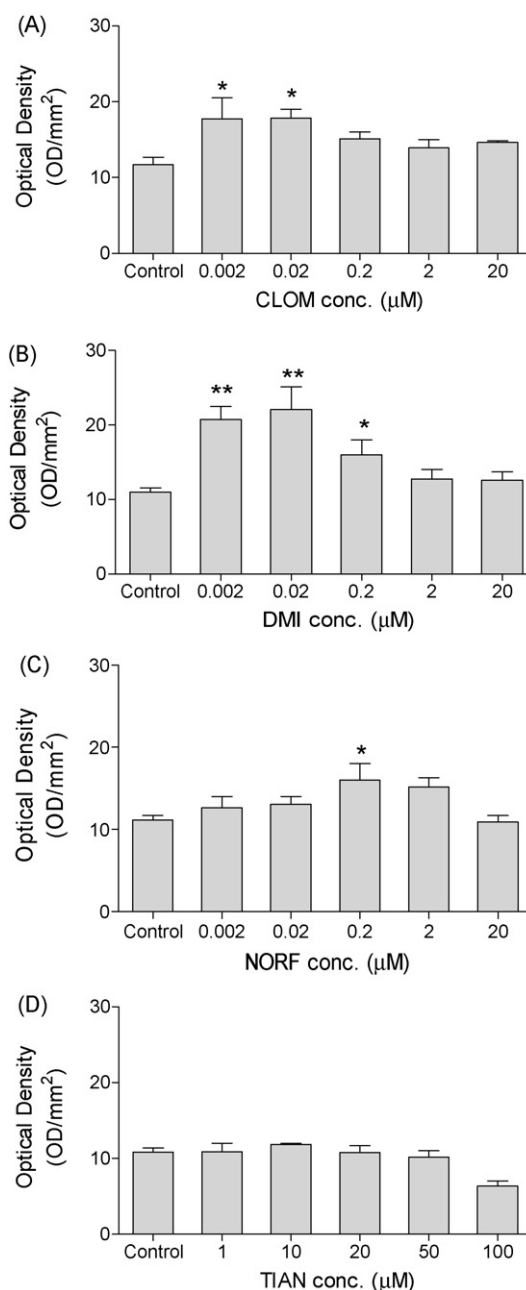 (A)
Optical Density
(OD/mm²)
30
20
10
0
* *
Control 0.002 0.02 0.2 2 20
CLOM conc. (μM)
(B)
Optical Density
(OD/mm²)
30
20
10
0
** ** *
Control 0.002 0.02 0.2 2 20
DMI conc. (μM)
(C)
Optical Density
(OD/mm²)
30
20
10
0
*
Control 0.002 0.02 0.2 2 20
NORF conc. (μM)
(D)
Optical Density
(OD/mm²)
30
20
10
0
Control 1 10 20 50 100
TIAN conc. (μM)